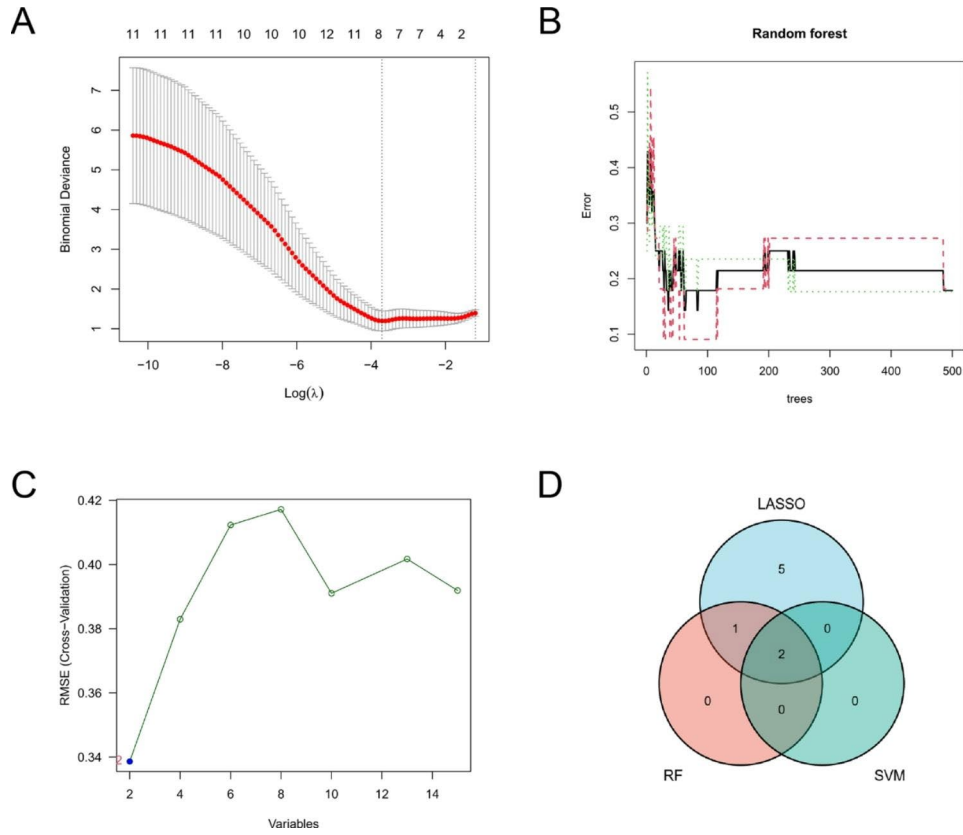 A
11 11 11 11 10 10 10 12 11 8 7 7 4 2
7
6
5
4
3
2
1
Binomial Deviance
−10 −8 −6 −4 −2
Log(λ)
B
Random forest
0.5
0.4
0.3
0.2
0.1
Error
0 100 200 300 400 500
trees
C
0.42
0.40
0.38
0.36
0.34
RMSE (Cross-Validation)
2
2 4 6 8 10 12 14
Variables
D
LASSO
5
1 0
2
0 0 0
RF SVM